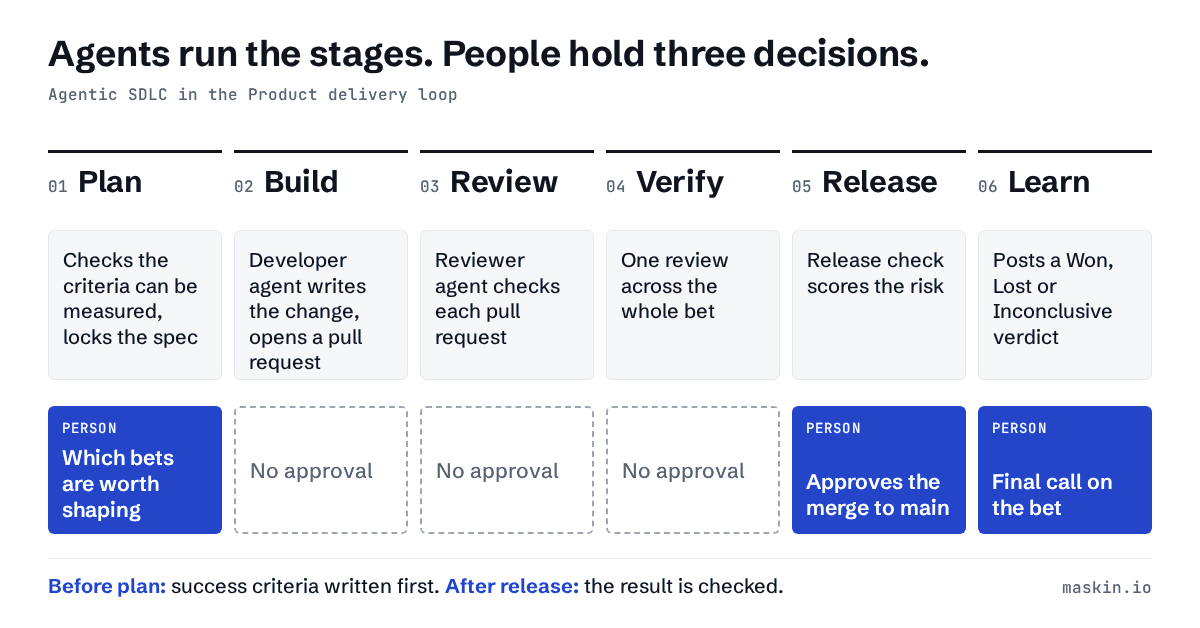 Agents run the stages. People hold three decisions.
Agentic SDLC in the Product delivery loop
01 Plan
02 Build
03 Review
04 Verify
05 Release
06 Learn
Checks the
criteria can be
measured,
locks the spec
Developer
agent writes
the change,
opens a pull
request
Reviewer
agent checks
each pull
request
One review
across the
whole bet
Release check
scores the risk
Posts a Won,
Lost or
Inconclusive
verdict
PERSON
Which bets
are worth
shaping
No approval
No approval
No approval
PERSON
Approves the
merge to main
PERSON
Final call on
the bet
Before plan: success criteria written first. After release: the result is checked.
maskin.io